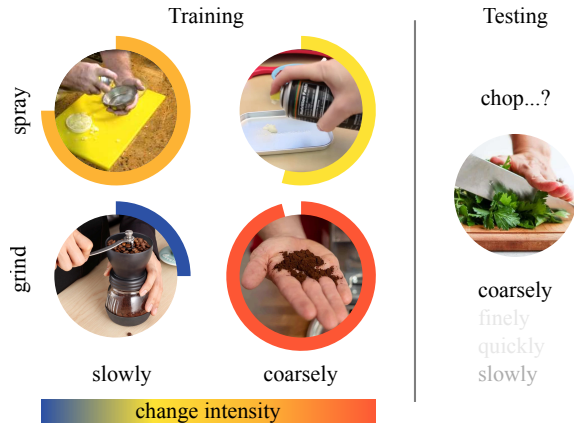 Training
Testing
spray
grind
slowly
coarsely
change intensity
chop...?
coarsely
finely
quickly
slowly